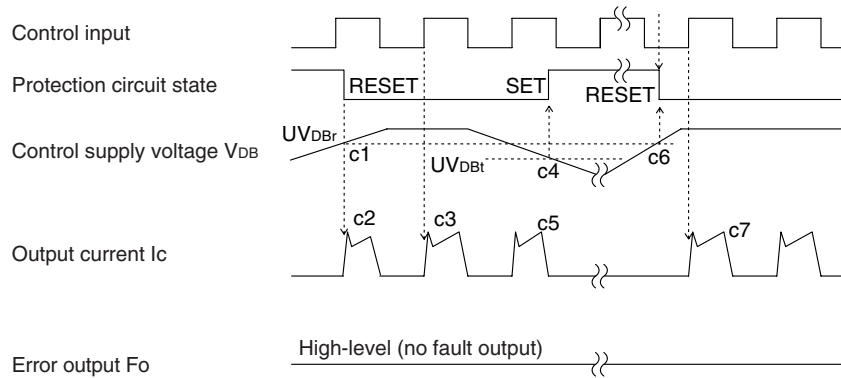 Control input
Protection circuit state
RESET
SET
RESET
UVDBr
Control supply voltage VDB
c1
UVDBt
c4
c6
c2
c3
c5
c7
Output current Ic
High-level (no fault output)
Error output Fo